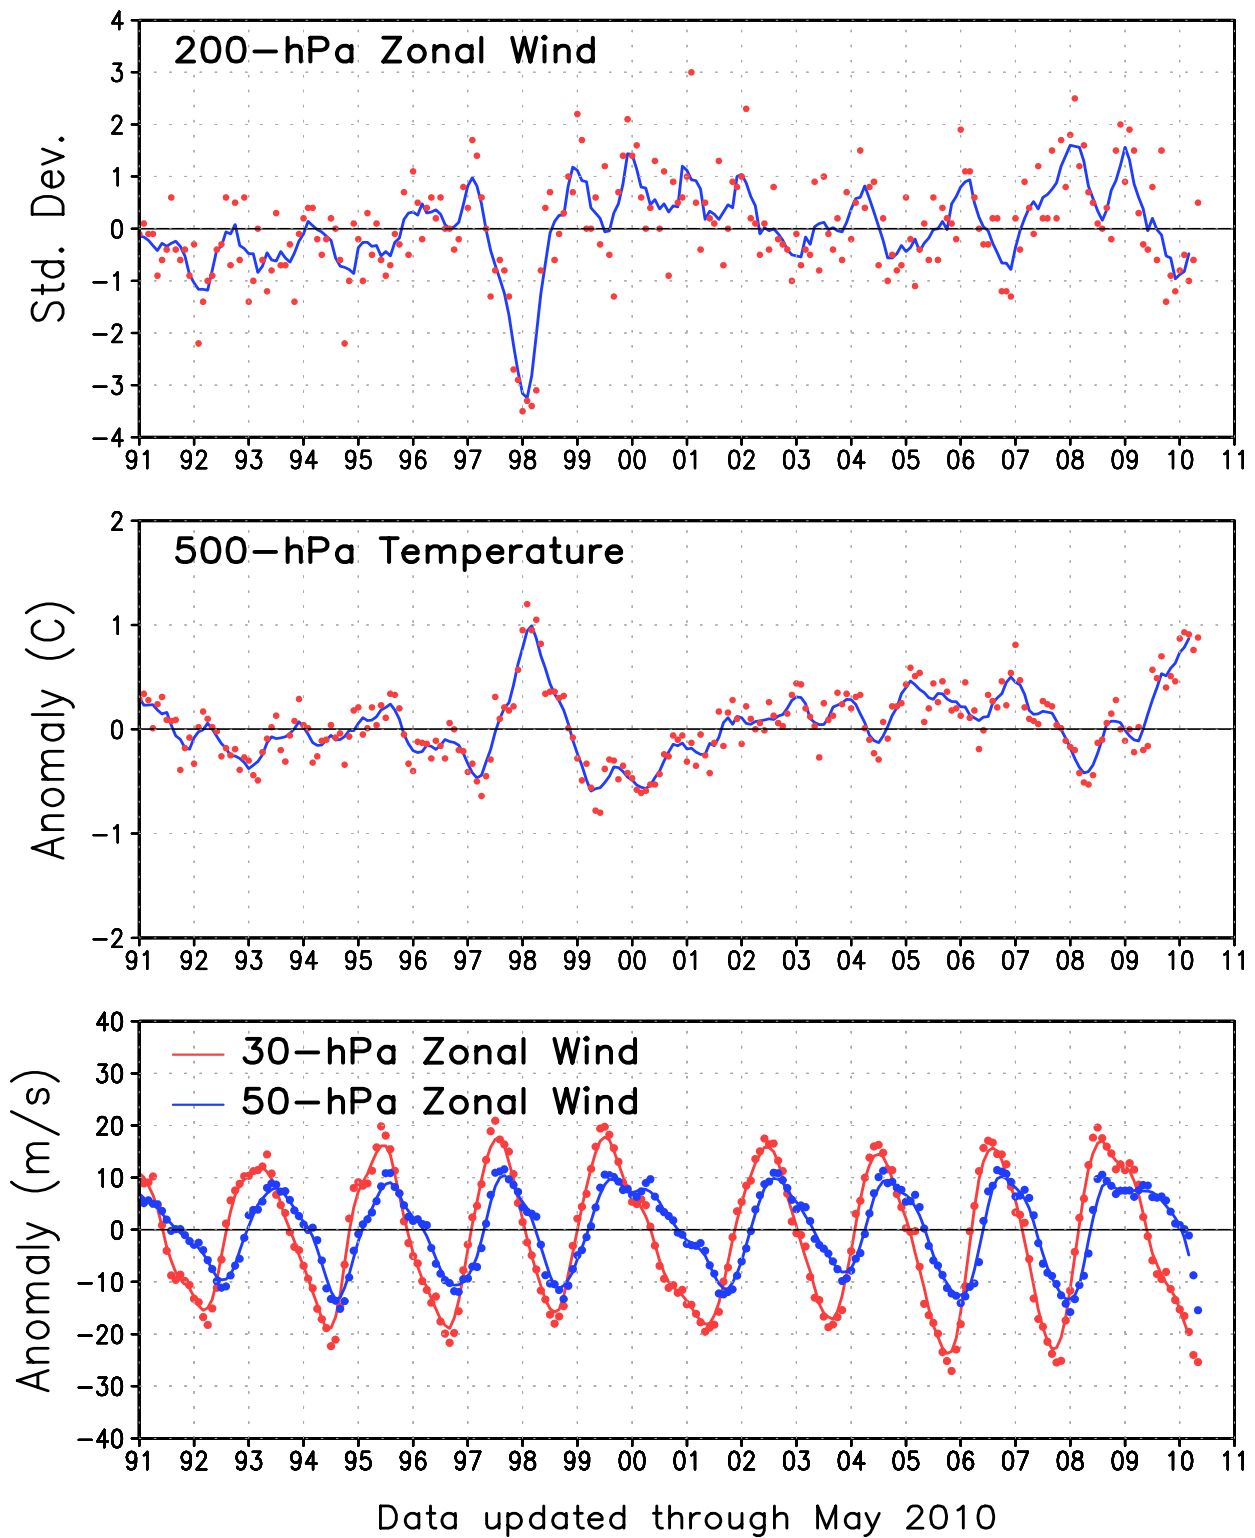 200-hPa Zonal Wind
Std. Dev.
4
3
2
1
0
-1
-2
-3
-4
91 92 93 94 95 96 97 98 99 00 01 02 03 04 05 06 07 08 09 10 11
500-hPa Temperature
Anomaly (C)
2
1
0
-1
-2
91 92 93 94 95 96 97 98 99 00 01 02 03 04 05 06 07 08 09 10 11
30-hPa Zonal Wind
50-hPa Zonal Wind
Anomaly (m/s)
40
30
20
10
0
-10
-20
-30
-40
91 92 93 94 95 96 97 98 99 00 01 02 03 04 05 06 07 08 09 10 11
Data updated through May 2010